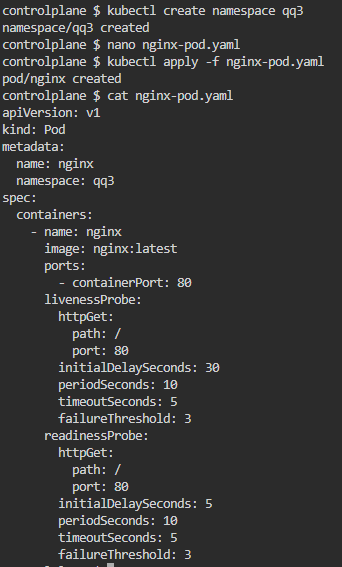 controlplane $ kubectl create namespace qq3
namespace/qq3 created
controlplane $ nano nginx-pod.yaml
controlplane $ kubectl apply -f nginx-pod.yaml
pod/nginx created
controlplane $ cat nginx-pod.yaml
apiVersion: v1
kind: Pod
metadata:
  name: nginx
  namespace: qq3
spec:
  containers:
    - name: nginx
      image: nginx:latest
      ports:
        - containerPort: 80
      livenessProbe:
        httpGet:
          path: /
          port: 80
        initialDelaySeconds: 30
        periodSeconds: 10
        timeoutSeconds: 5
        failureThreshold: 3
      readinessProbe:
        httpGet:
          path: /
          port: 80
        initialDelaySeconds: 5
        periodSeconds: 10
        timeoutSeconds: 5
        failureThreshold: 3